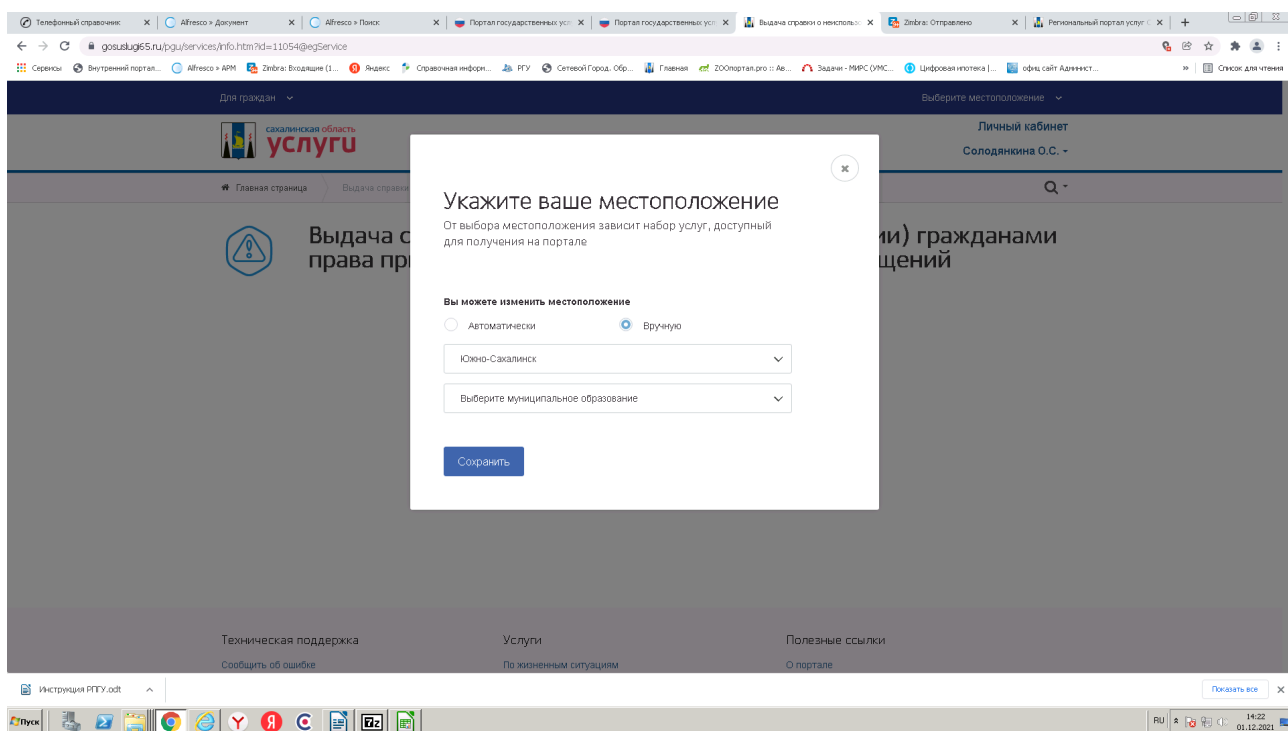 Телефонный справочник
Alfresco » Документ
Alfresco » Поиск
Портал государственных усл
Портал государственных усл
Выдача справки о неиспользо
Zimbra: Отправлено
Региональный портал услуг С
gosuslugi65.ru/pgu/services/info.htm?id=11054@egService
Сервисы
Внутренний портал...
Alfresco » АРМ
Zimbra: Входящие (1...
Яндекс
Справочная информ...
РГУ
Сетевой Город. Обр...
Главная
ZOOпортал.pro :: Ав...
Задачи - МИРС (УМС...
Цифровая ипотека |...
офиц сайт Админист...
»
Список для чтения
Для граждан
Выберите местоположение
сахалинская область
услуги
Личный кабинет
Солодянкина О.С.
Главная страница
Выдача справки
Укажите ваше местоположение
От выбора местоположения зависит набор услуг, доступный
для получения на портале
Выдача с
ии) гражданами
права при
щений
Вы можете изменить местоположение
Автоматически
Вручную
Южно-Сахалинск
Выберите муниципальное образование
Сохранить
Техническая поддержка
Услуги
Полезные ссылки
Сообщить об ошибке
По жизненным ситуациям
О портале
Инструкция РПГУ.odt
Показать все
Пуск
RU
14:22
01.12.2021